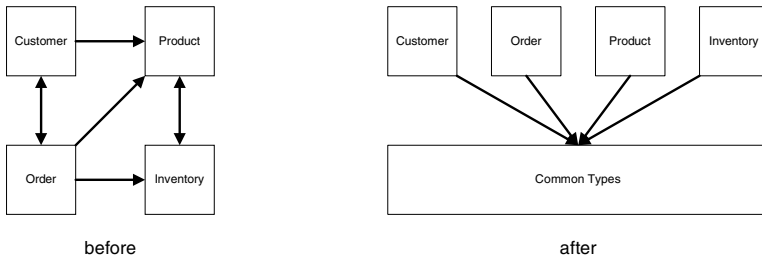 Customer
Product
Order
Inventory
before
Customer
Order
Product
Inventory
Common Types
after